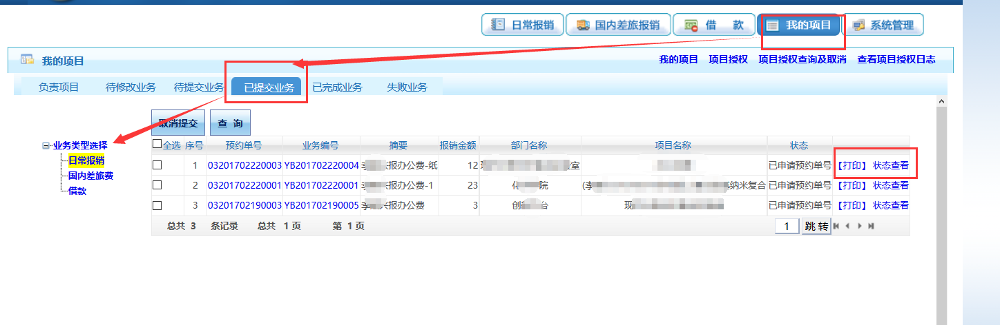 日常报销 国内差旅报销 借 款 我的项目 系统管理
我的项目 我的项目 项目授权 项目授权查询及取消 查看项目授权日志
负责项目 待修改业务 待提交业务 已提交业务 已完成业务 失败业务
取消提交 查 询
业务类型选择
日常报销
国内差旅费
借款
全选 序号 预约单号 业务编号 摘要 报销金额 部门名称 项目名称 状态
1 03201702220003 YB201702220004 李 兴报办公费-纸 12 室 已申请预约单号 【打印】 状态查看
2 03201702220001 YB201702220001 李 兴报办公费-1 23 化 院 (李 纳米复合 已申请预约单号 【打印】 状态查看
3 03201702190003 YB201702190005 李 兴报办公费 3 创 台 现 已申请预约单号 【打印】 状态查看
总共 3 条记录 总共 1 页 第 1 页 1 跳 转